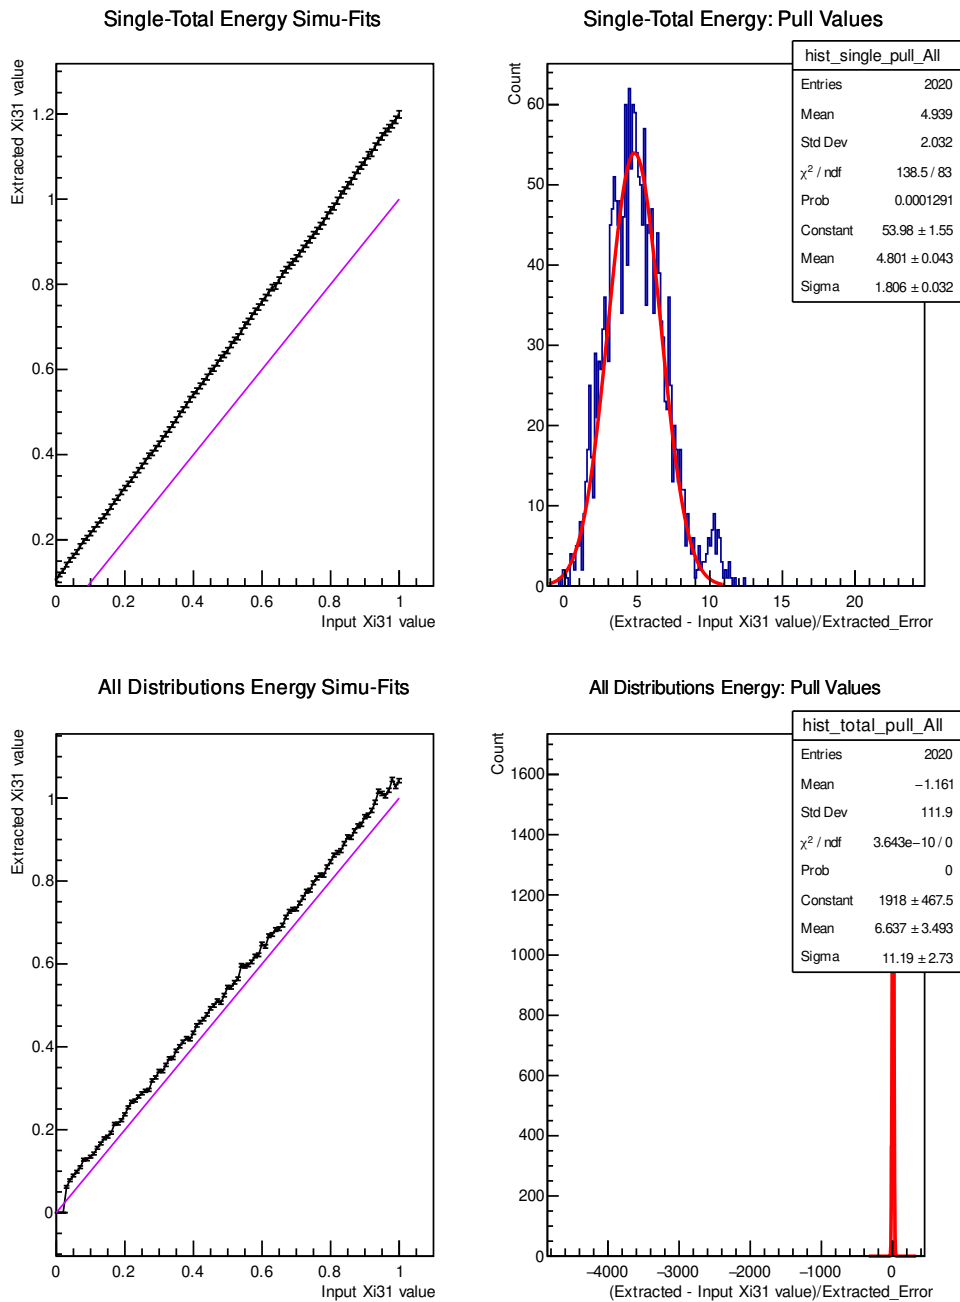 Single-Total Energy Simu-Fits
Extracted Xi31 value
1.2
1
0.8
0.6
0.4
0.2
0 0.2 0.4 0.6 0.8 1
Input Xi31 value
Single-Total Energy: Pull Values
Count
60
50
40
30
20
10
0
0 5 10 15 20
(Extracted - Input Xi31 value)/Extracted_Error
hist_single_pull_All
Entries 2020
Mean 4.939
Std Dev 2.032
χ² / ndf 138.5 / 83
Prob 0.0001291
Constant 53.98 ± 1.55
Mean 4.801 ± 0.043
Sigma 1.806 ± 0.032
All Distributions Energy Simu-Fits
Extracted Xi31 value
1
0.8
0.6
0.4
0.2
0
0 0.2 0.4 0.6 0.8 1
Input Xi31 value
All Distributions Energy: Pull Values
Count
1600
1400
1200
1000
800
600
400
200
0
−4000 −3000 −2000 −1000 0
(Extracted - Input Xi31 value)/Extracted_Error
hist_total_pull_All
Entries 2020
Mean −1.161
Std Dev 111.9
χ² / ndf 3.643e−10 / 0
Prob 0
Constant 1918 ± 467.5
Mean 6.637 ± 3.493
Sigma 11.19 ± 2.73